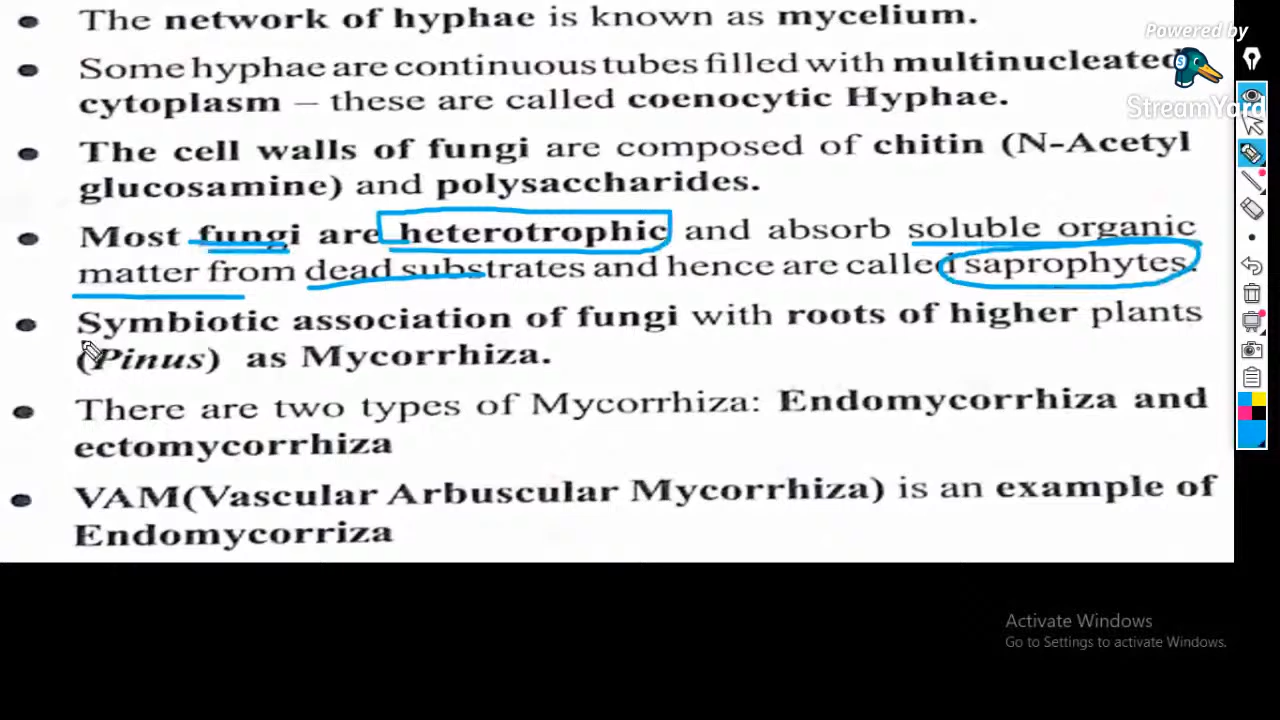 The network of hyphae is known as mycelium.
Powered by
Some hyphae are continuous tubes filled with multinucleated
cytoplasm – these are called coenocytic Hyphae.
StreamYard
The cell walls of fungi are composed of chitin (N-Acetyl
glucosamine) and polysaccharides.
Most fungi are heterotrophic and absorb soluble organic
matter from dead substrates and hence are called saprophytes.
Symbiotic association of fungi with roots of higher plants
(Pinus) as Mycorrhiza.
There are two types of Mycorrhiza: Endomycorrhiza and
ectomycorrhiza
VAM(Vascular Arbuscular Mycorrhiza) is an example of
Endomycorriza
Activate Windows
Go to Settings to activate Windows.